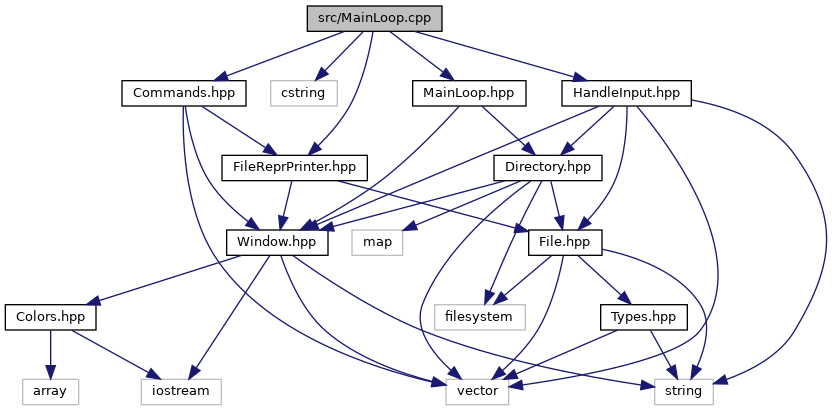 src/MainLoop.cpp
Commands.hpp
cstring
MainLoop.hpp
HandleInput.hpp
FileReprPrinter.hpp
Directory.hpp
Window.hpp
map
File.hpp
Colors.hpp
filesystem
Types.hpp
array
iostream
vector
string